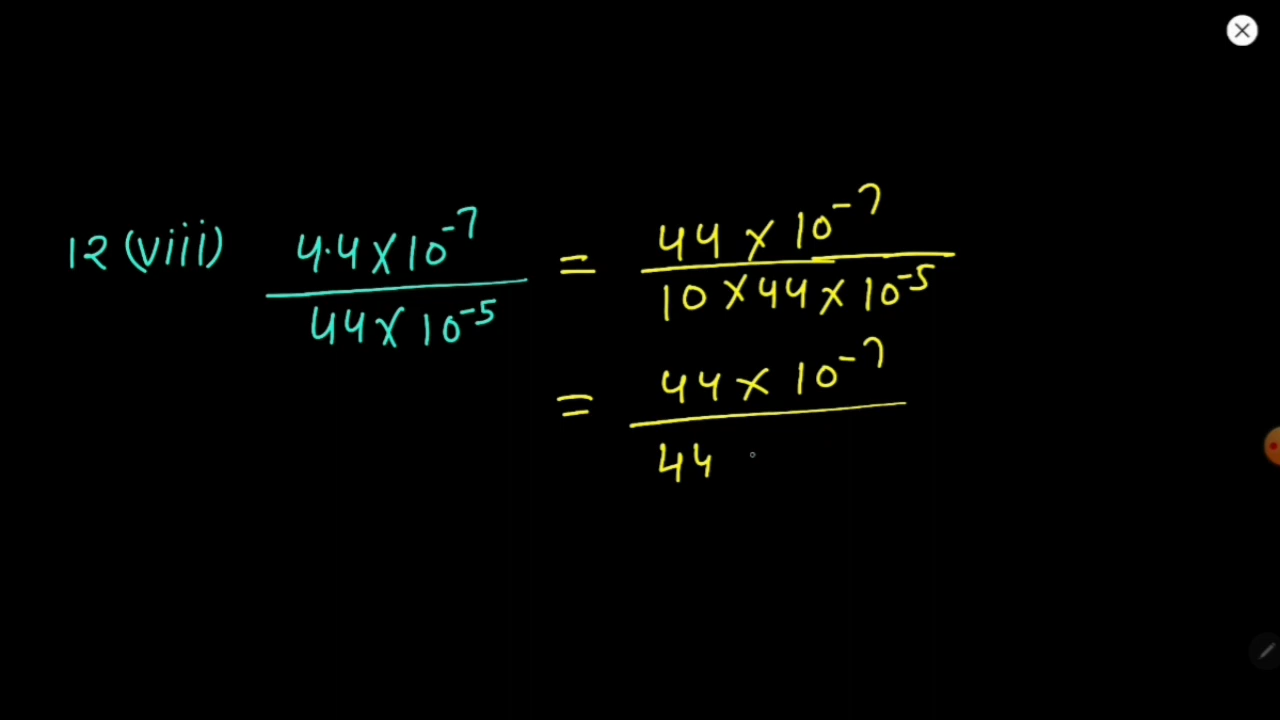 12 (viii) 4.4 × 10⁻⁷ / 44 × 10⁻⁵ = 44 × 10⁻⁷ / 10 × 44 × 10⁻⁵
= 44 × 10⁻⁷ / 44